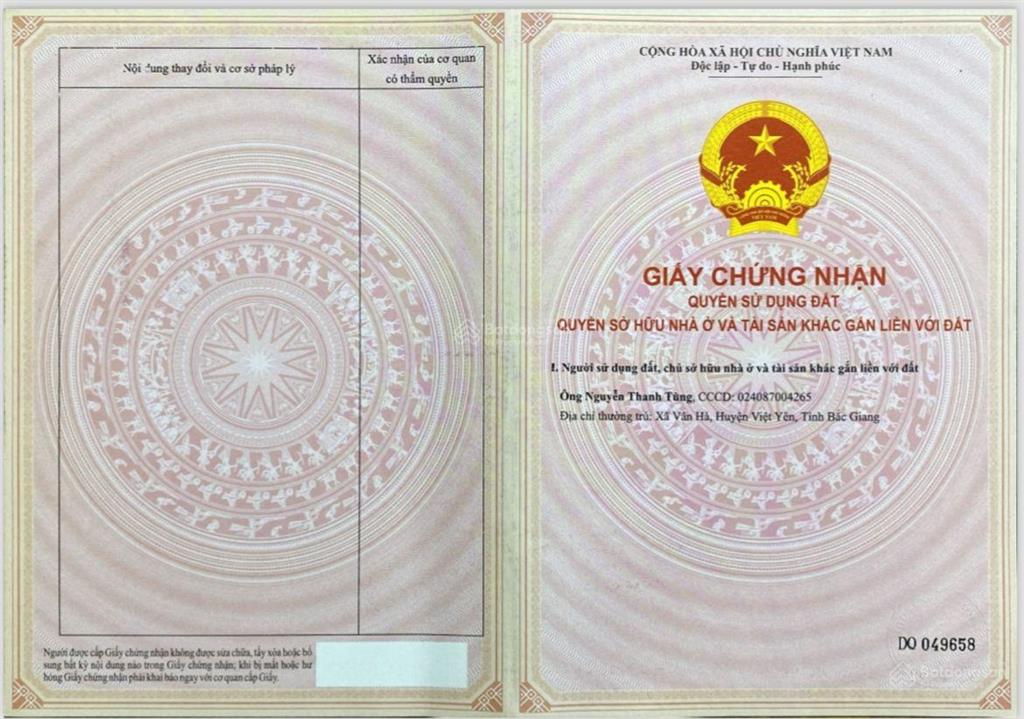 Nội dung thay đổi và cơ sở pháp lý
Xác nhận của cơ quan
có thẩm quyền
Người được cấp Giấy chứng nhận không được sửa chữa, tẩy xóa hoặc bổ
sung bất kỳ nội dung nào trong Giấy chứng nhận; khi bị mất hoặc hư
hỏng Giấy chứng nhận phải khai báo ngay với cơ quan cấp Giấy.
CỘNG HÒA XÃ HỘI CHỦ NGHĨA VIỆT NAM
Độc lập - Tự do - Hạnh phúc
VIỆT NAM
GIẤY CHỨNG NHẬN
QUYỀN SỬ DỤNG ĐẤT
QUYỀN SỞ HỮU NHÀ Ở VÀ TÀI SẢN KHÁC GẮN LIỀN VỚI ĐẤT
I. Người sử dụng đất, chủ sở hữu nhà ở và tài sản khác gắn liền với đất
Ông Nguyễn Thanh Tùng, CCCD: 024087004265
Địa chỉ thường trú: Xã Vân Hà, Huyện Việt Yên, Tỉnh Bắc Giang
DO 049658
Batdongsan